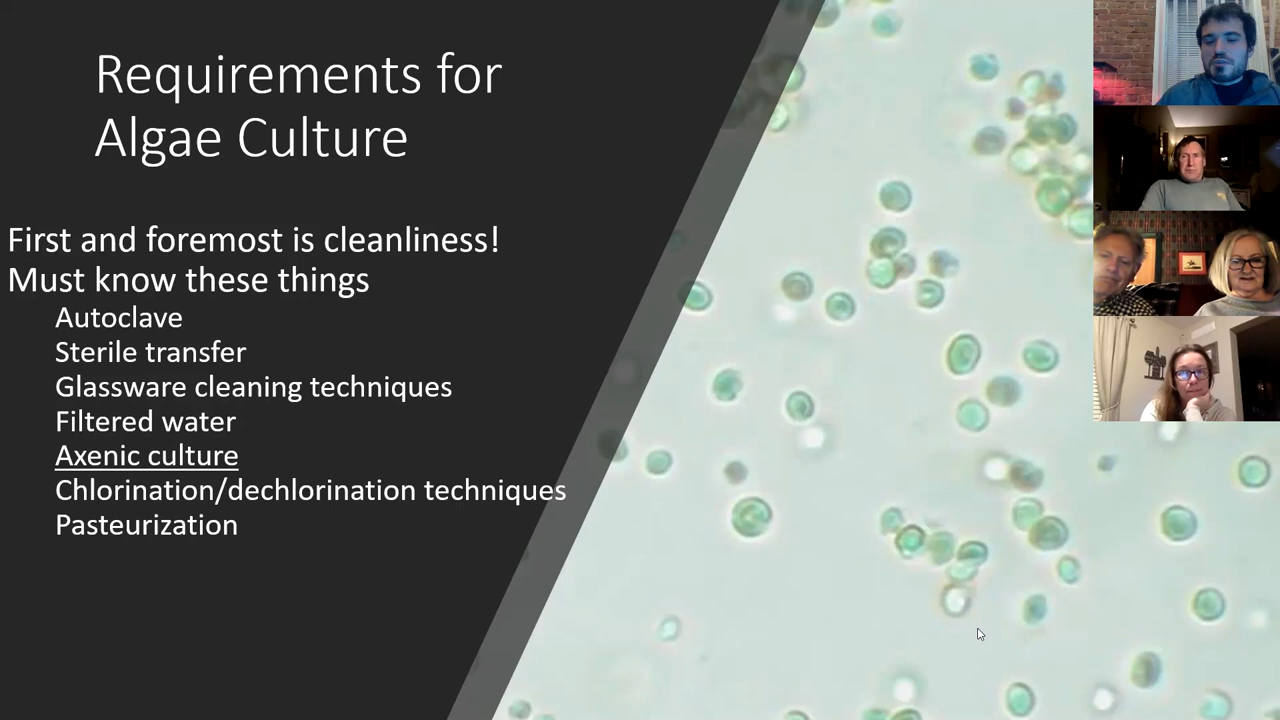 Requirements for
Algae Culture
First and foremost is cleanliness!
Must know these things
Autoclave
Sterile transfer
Glassware cleaning techniques
Filtered water
Axenic culture
Chlorination/dechlorination techniques
Pasteurization